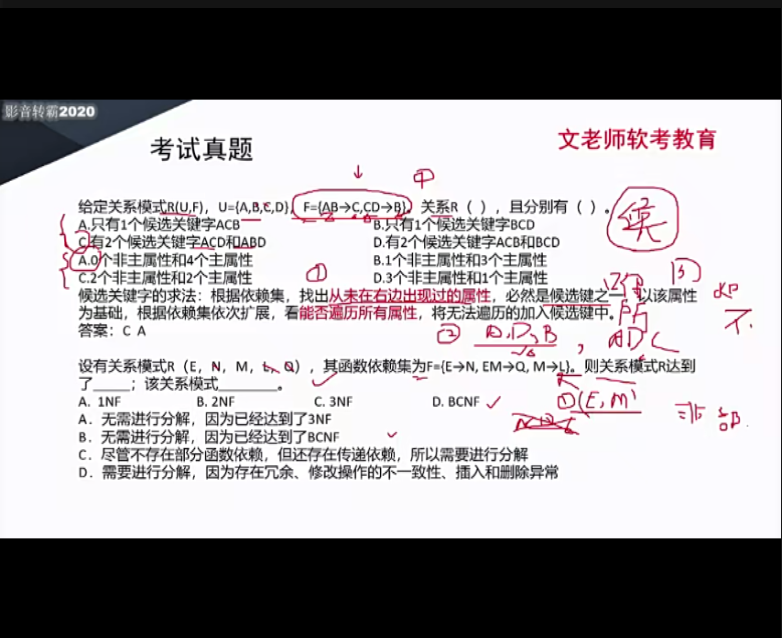 影音转霸2020
考试真题
文老师软考教育
给定关系模式R(U,F)，U={A,B,C,D}，F={AB→C,CD→B}。关系R（ ），且分别有（ ）。
A.只有1个候选关键字ACB B.只有1个候选关键字BCD
C.有2个候选关键字ACD和ABD D.有2个候选关键字ACB和BCD
A.0个非主属性和4个主属性 B.1个非主属性和3个主属性
C.2个非主属性和2个主属性 D.3个非主属性和1个主属性
候选关键字的求法：根据依赖集，找出从未在右边出现过的属性，必然是候选键之一，以该属性
为基础，根据依赖集依次扩展，看能否遍历所有属性，将无法遍历的加入候选键中。
答案：C A
② A,D,B , ADC
设有关系模式R（E，N，M，L，Q），其函数依赖集为F={E→N, EM→Q, M→L}。则关系模式R达到
了_____；该关系模式________。
A. 1NF B. 2NF C. 3NF D. BCNF
① (E,M)
A．无需进行分解，因为已经达到了3NF
B．无需进行分解，因为已经达到了BCNF
C．尽管不存在部分函数依赖，但还存在传递依赖，所以需要进行分解
D．需要进行分解，因为存在冗余、修改操作的不一致性、插入和删除异常